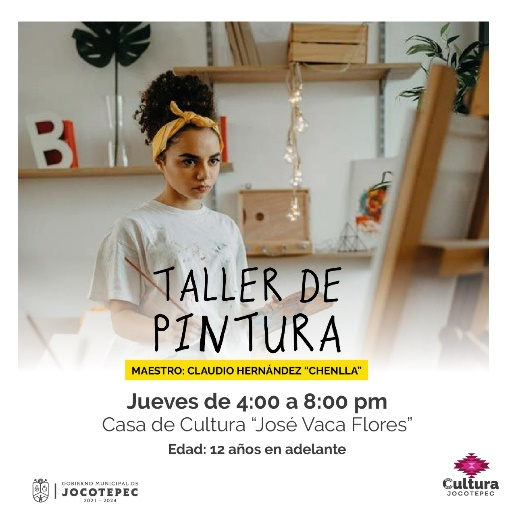 B
TALLER DE
PINTURA
MAESTRO: CLAUDIO HERNÁNDEZ “CHENLLA”
Jueves de 4:00 a 8:00 pm
Casa de Cultura “José Vaca Flores”
Edad: 12 años en adelante
GOBIERNO MUNICIPAL DE
JOCOTEPEC
2021 - 2024
Cultura
JOCOTEPEC